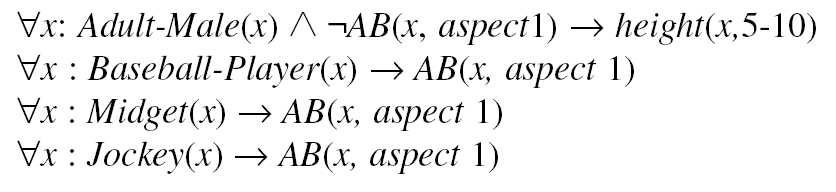 ∀x: Adult-Male(x) ∧ ¬AB(x, aspect1) → height(x,5-10)
∀x : Baseball-Player(x) → AB(x, aspect 1)
∀x : Midget(x) → AB(x, aspect 1)
∀x : Jockey(x) → AB(x, aspect 1)